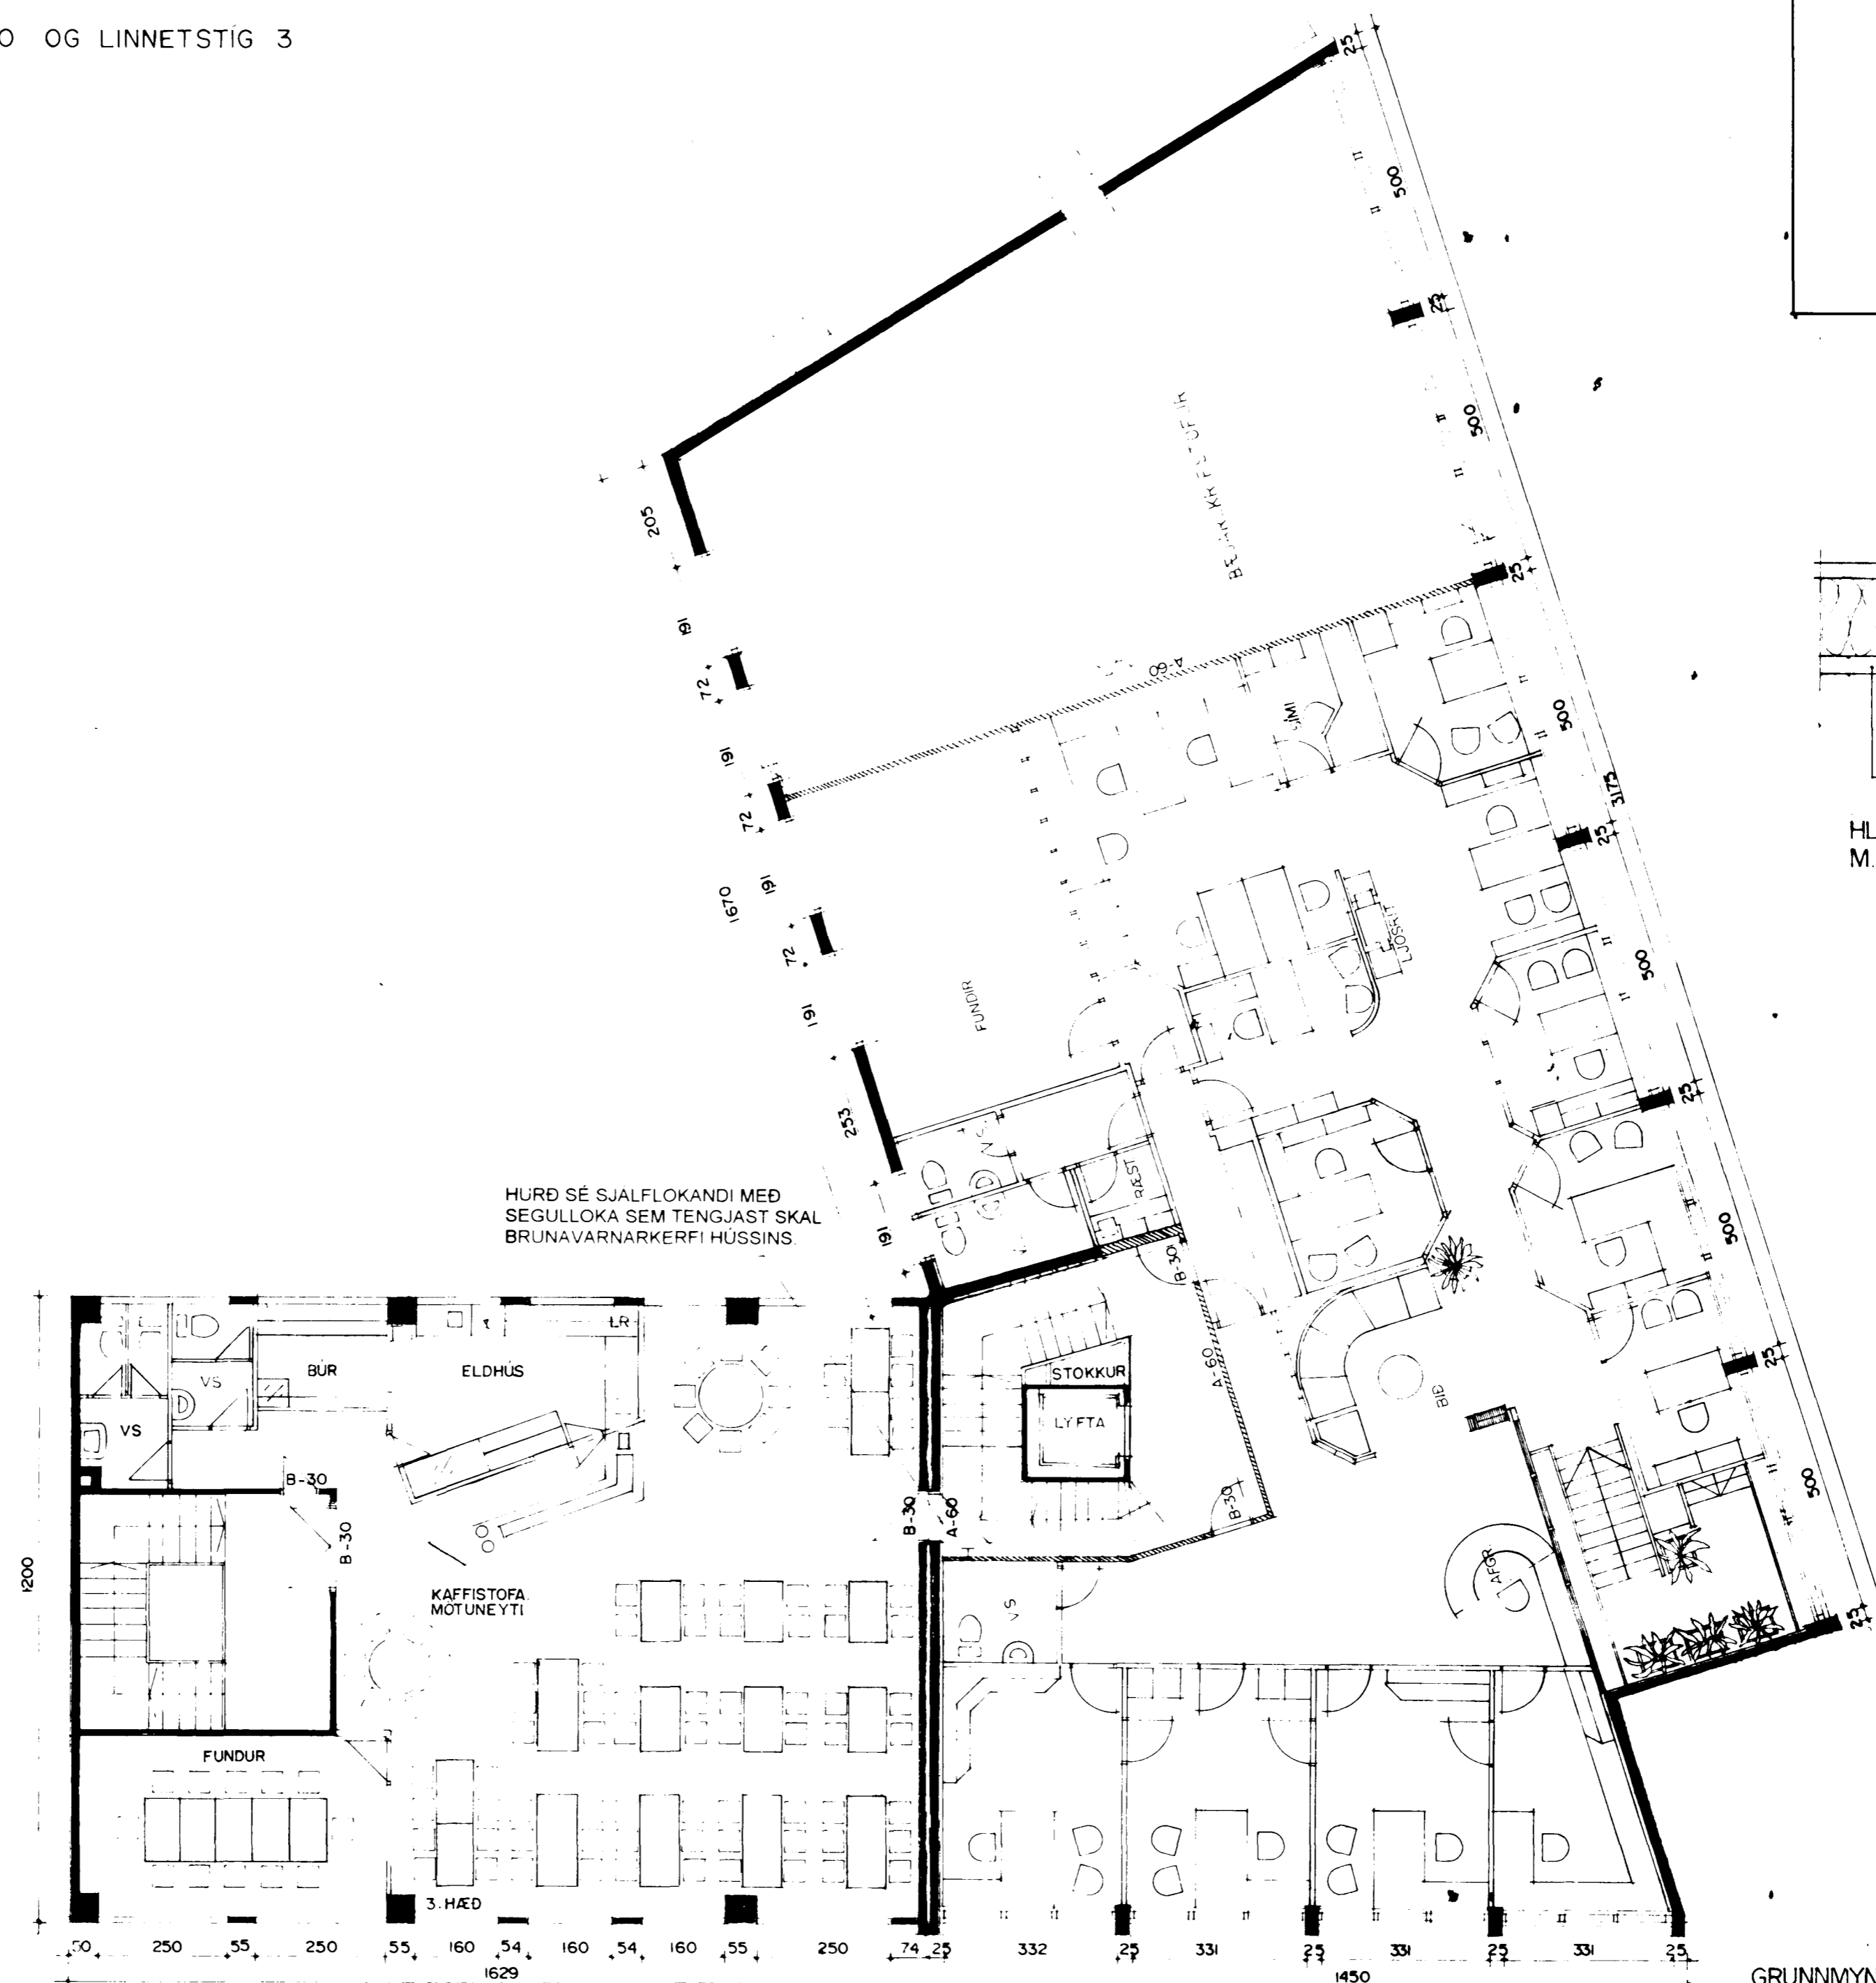 O OG LINNETSTÍG 3
25
500
25
500
25
500
3175
25
500
25
500
25
500
25
205
191
72
191
72
191
1670
72
191
253
191
A-60
SÍMI
LJÓSRIT
FUNDIR
VS
RÆST
B-30
A-60
BIÐ
B-30
AFGR.
HL
M.
HURÐ SÉ SJÁLFLOKANDI MEÐ
SEGULLOKA SEM TENGJAST SKAL
BRUNAVARNARKERFI HÚSSINS.
VS
VS
BÚR
ELDHÚS
LR
STOKKUR
LYFTA
B-30
B-30
B-30
A-60
KAFFISTOFA
MÖTUNEYTI
VS
FUNDUR
3. HÆÐ
1200
50 250 55 250 55 160 54 160 54 160 55 250 74 25 332 25 331 25 331 25 331 25
1629 1450
GRUNNMYN